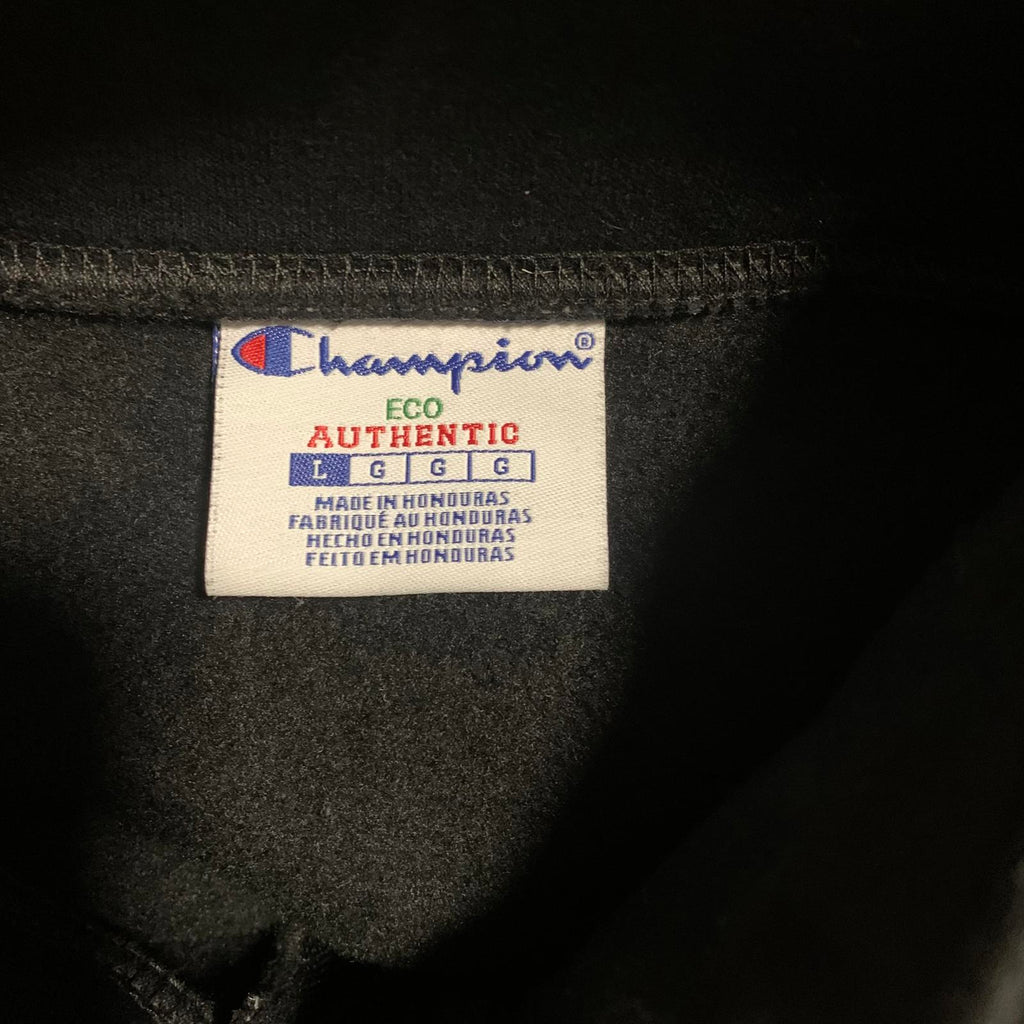 Champion®
ECO
AUTHENTIC
L G G G
MADE IN HONDURAS
FABRIQUÉ AU HONDURAS
HECHO EN HONDURAS
FEITO EM HONDURAS